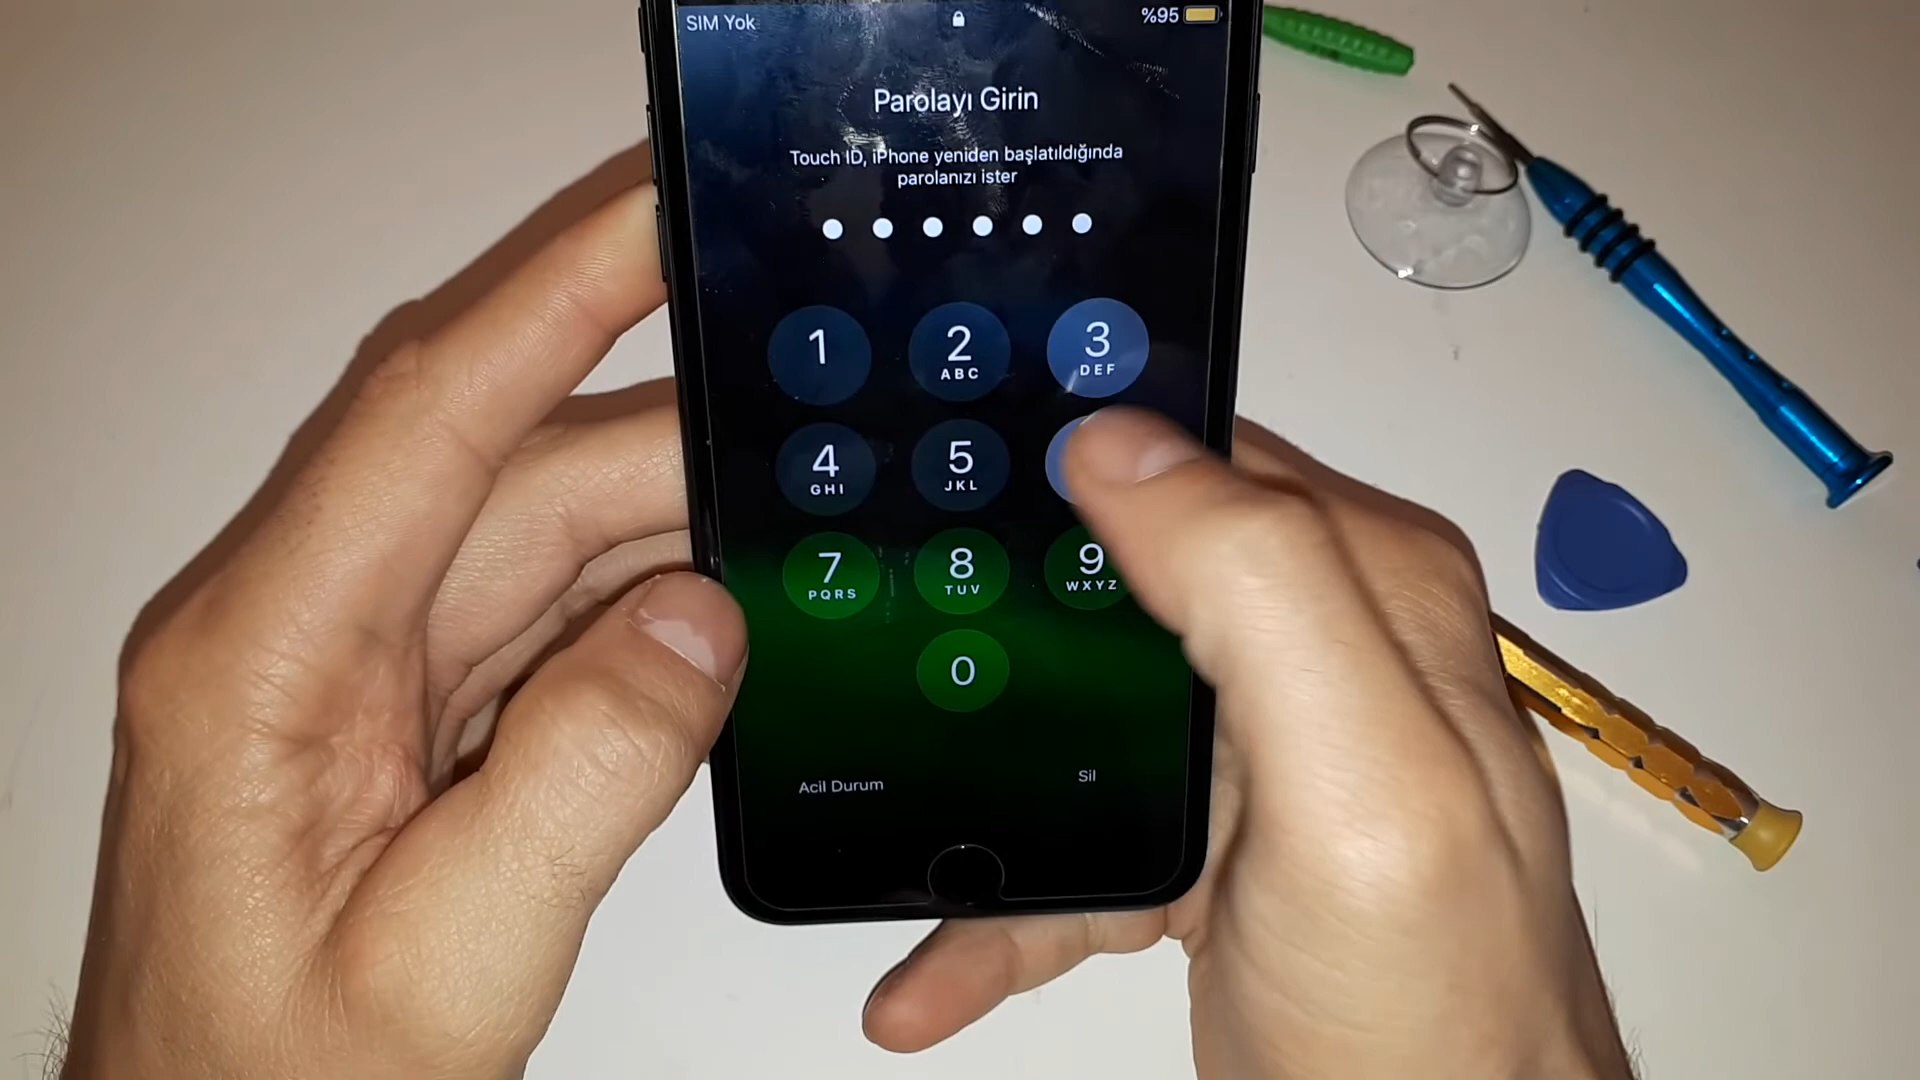 SIM Yok
%95
Parolayı Girin
Touch ID, iPhone yeniden başlatıldığında
parolanızı ister
1
2
ABC
3
DEF
4
GHI
5
JKL
7
PQRS
8
TUV
9
WXYZ
0
Acil Durum
Sil